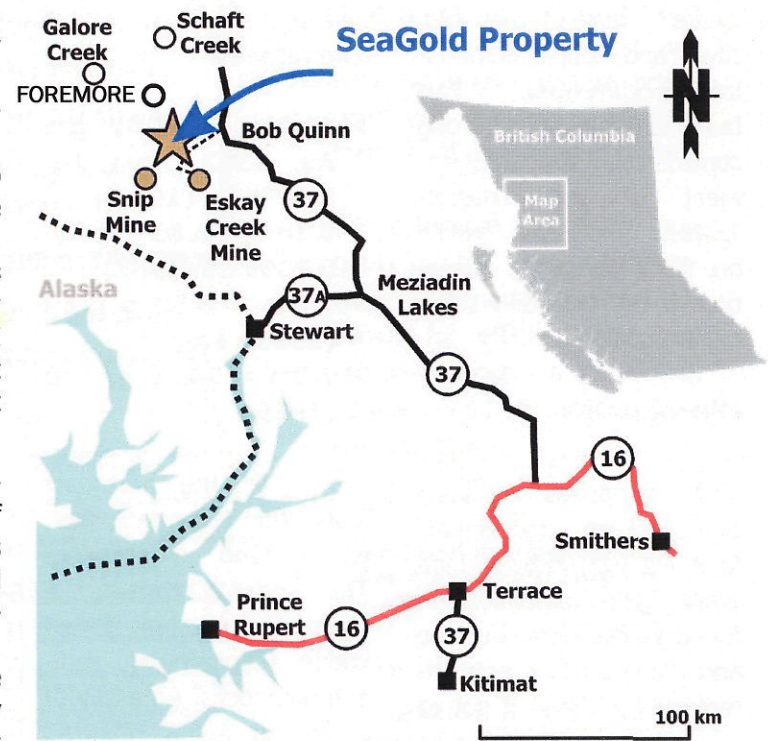 Schaft
Creek
Galore
Creek
SeaGold Property
N
FOREMORE
Bob Quinn
British Columbia
Snip
Mine
Eskay
Creek
Mine
37
Map
Area
Alaska
37A
Meziadin
Lakes
Stewart
37
16
Smithers
Terrace
Prince
Rupert
16
37
Kitimat
100 km